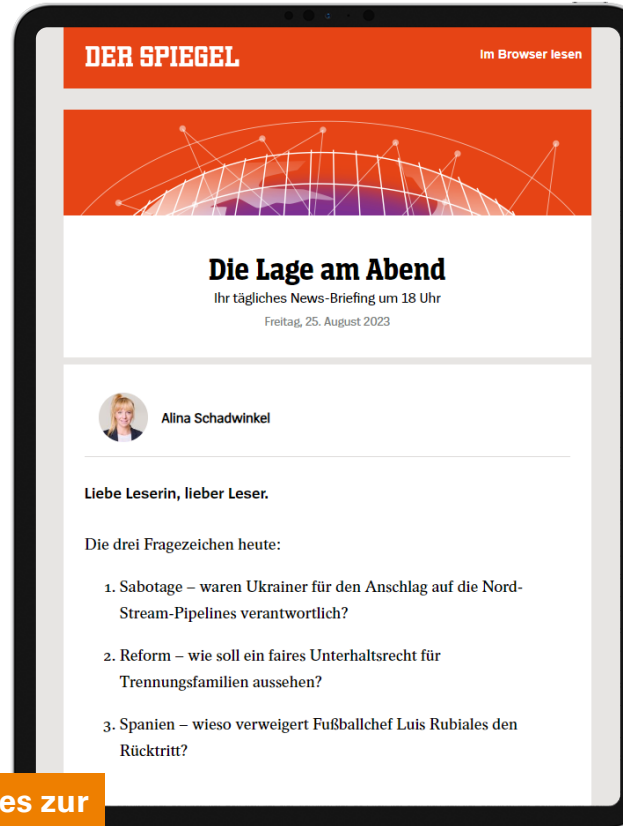 DER SPIEGEL
Im Browser lesen
Die Lage am Abend
Ihr tägliches News-Briefing um 18 Uhr
Freitag, 25. August 2023
Alina Schadwinkel
Liebe Leserin, lieber Leser.
Die drei Fragezeichen heute:
1. Sabotage – waren Ukrainer für den Anschlag auf die Nord-
Stream-Pipelines verantwortlich?
2. Reform – wie soll ein faires Unterhaltsrecht für
Trennungsfamilien aussehen?
3. Spanien – wieso verweigert Fußballchef Luis Rubiales den
Rücktritt?
es zur